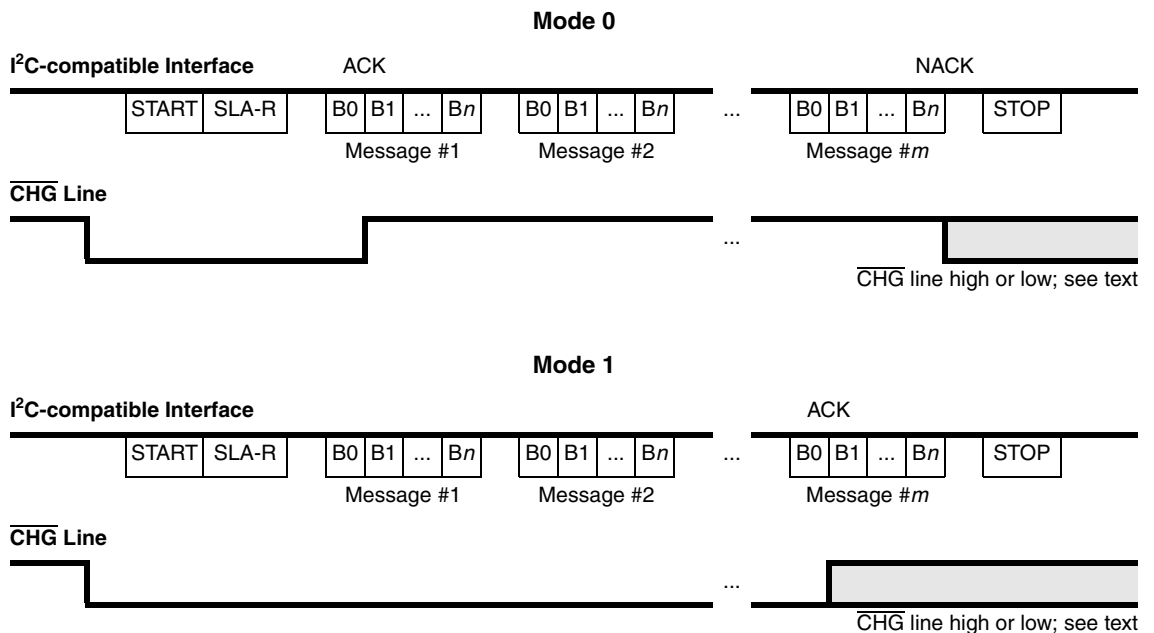 Mode 0
I²C-compatible Interface ACK NACK
START SLA-R B0 B1 ... Bn B0 B1 ... Bn ... B0 B1 ... Bn STOP
Message #1 Message #2 Message #m
CHG Line
...
CHG line high or low; see text
Mode 1
I²C-compatible Interface ACK
START SLA-R B0 B1 ... Bn B0 B1 ... Bn ... B0 B1 ... Bn STOP
Message #1 Message #2 Message #m
CHG Line
...
CHG line high or low; see text